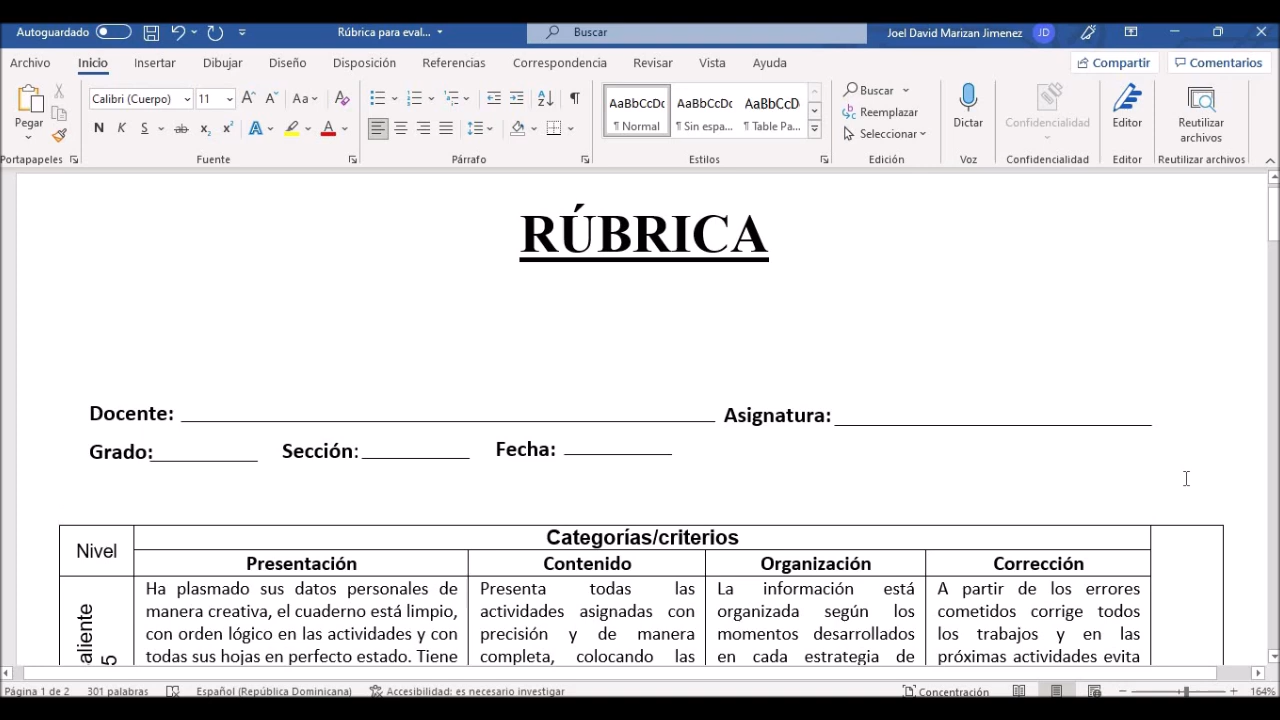 Autoguardado Rúbrica para eval... Buscar Joel David Marizan Jimenez JD
Archivo Inicio Insertar Dibujar Diseño Disposición Referencias Correspondencia Revisar Vista Ayuda Compartir Comentarios
Pegar
Calibri (Cuerpo) 11 A A Aa A
N K S ab x₂ x² A A
AaBbCcDc AaBbCcDc AaBbCcD
¶ Normal ¶ Sin espa... ¶ Table Pa...
Buscar
Reemplazar
Seleccionar
Dictar
Confidencialidad
Editor
Reutilizar
archivos
Portapapeles Fuente Párrafo Estilos Edición Voz Confidencialidad Editor Reutilizar archivos
RÚBRICA
Docente: Asignatura:
Grado: Sección: Fecha:
Nivel
Categorías/criterios
Presentación Contenido Organización Corrección
aliente
5
Ha plasmado sus datos personales de
manera creativa, el cuaderno está limpio,
con orden lógico en las actividades y con
todas sus hojas en perfecto estado. Tiene
Presenta todas las
actividades asignadas con
precisión y de manera
completa, colocando las
La información está
organizada según los
momentos desarrollados
en cada estrategia de
A partir de los errores
cometidos corrige todos
los trabajos y en las
próximas actividades evita
Página 1 de 2 301 palabras Español (República Dominicana) Accesibilidad: es necesario investigar Concentración 164%